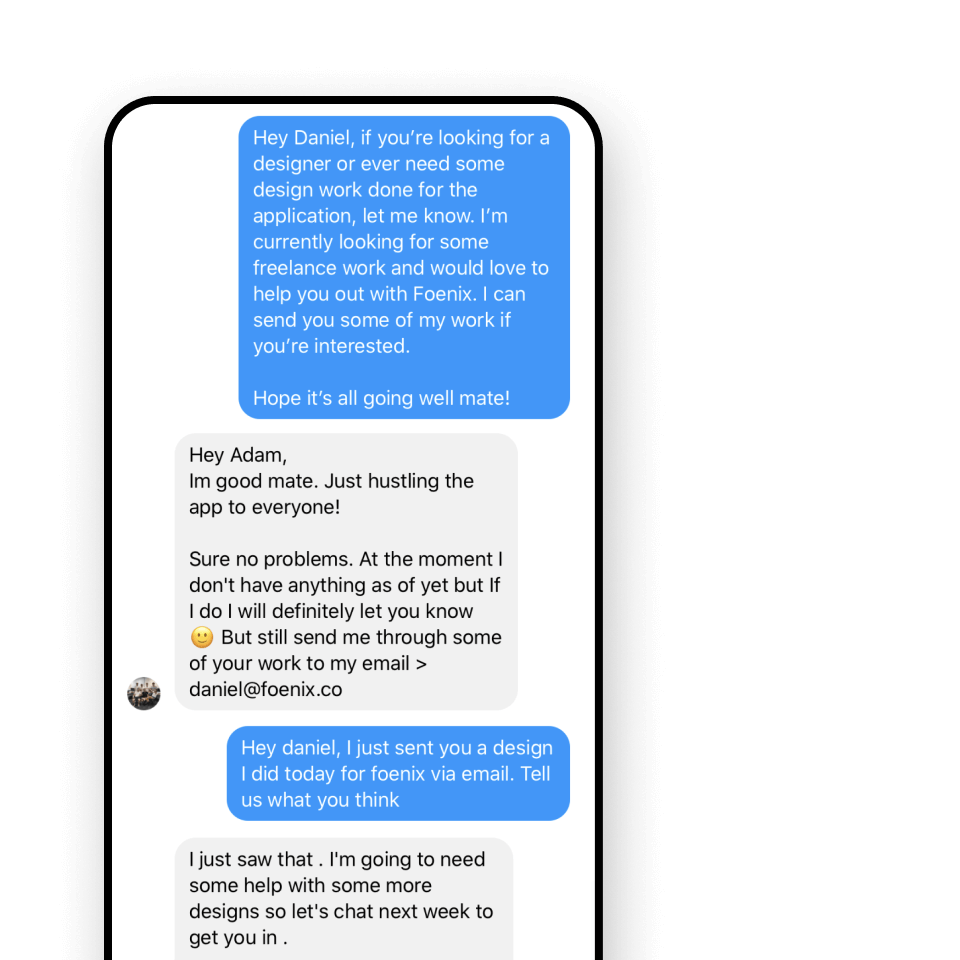 Hey Daniel, if you’re looking for a
designer or ever need some
design work done for the
application, let me know. I’m
currently looking for some
freelance work and would love to
help you out with Foenix. I can
send you some of my work if
you’re interested.
Hope it’s all going well mate!
Hey Adam,
Im good mate. Just hustling the
app to everyone!
Sure no problems. At the moment I
don't have anything as of yet but If
I do I will definitely let you know
🙂 But still send me through some
of your work to my email >
daniel@foenix.co
Hey daniel, I just sent you a design
I did today for foenix via email. Tell
us what you think
I just saw that . I'm going to need
some help with some more
designs so let's chat next week to
get you in .